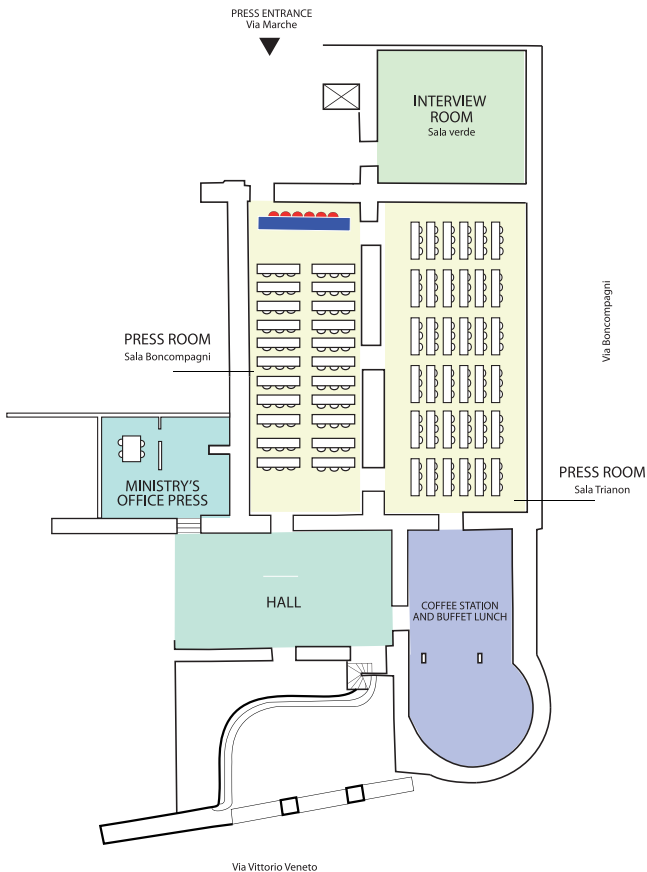 PRESS ENTRANCE
Via Marche
INTERVIEW
ROOM
Sala verde
PRESS ROOM
Sala Boncompagni
Via Boncompagni
PRESS ROOM
Sala Trianon
MINISTRY'S
OFFICE PRESS
HALL
COFFEE STATION
AND BUFFET LUNCH
Via Vittorio Veneto